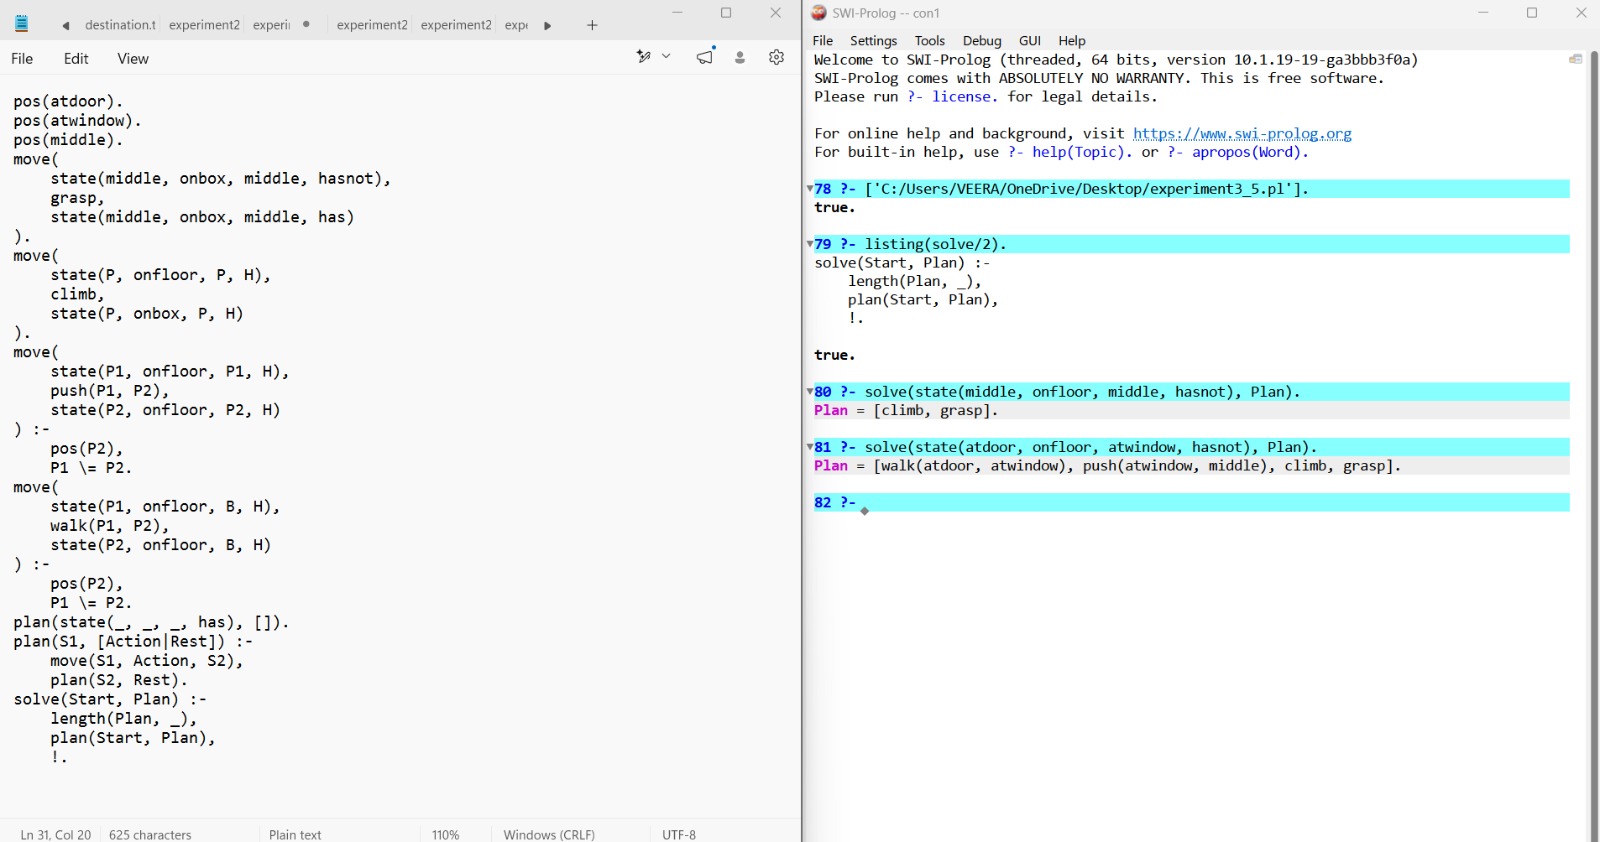 destination.t experiment2 experii experiment2 experiment2 expe
File Edit View
pos(atdoor).
pos(atwindow).
pos(middle).
move(
    state(middle, onbox, middle, hasnot),
    grasp,
    state(middle, onbox, middle, has)
).
move(
    state(P, onfloor, P, H),
    climb,
    state(P, onbox, P, H)
).
move(
    state(P1, onfloor, P1, H),
    push(P1, P2),
    state(P2, onfloor, P2, H)
) :-
    pos(P2),
    P1 \= P2.
move(
    state(P1, onfloor, B, H),
    walk(P1, P2),
    state(P2, onfloor, B, H)
) :-
    pos(P2),
    P1 \= P2.
plan(state(_, _, _, has), []).
plan(S1, [Action|Rest]) :-
    move(S1, Action, S2),
    plan(S2, Rest).
solve(Start, Plan) :-
    length(Plan, _),
    plan(Start, Plan),
    !.
Ln 31, Col 20 625 characters Plain text 110% Windows (CRLF) UTF-8
SWI-Prolog -- con1
File Settings Tools Debug GUI Help
Welcome to SWI-Prolog (threaded, 64 bits, version 10.1.19-19-ga3bbb3f0a)
SWI-Prolog comes with ABSOLUTELY NO WARRANTY. This is free software.
Please run ?- license. for legal details.
For online help and background, visit https://www.swi-prolog.org
For built-in help, use ?- help(Topic). or ?- apropos(Word).
78 ?- ['C:/Users/VEERA/OneDrive/Desktop/experiment3_5.pl'].
true.
79 ?- listing(solve/2).
solve(Start, Plan) :-
    length(Plan, _),
    plan(Start, Plan),
    !.
true.
80 ?- solve(state(middle, onfloor, middle, hasnot), Plan).
Plan = [climb, grasp].
81 ?- solve(state(atdoor, onfloor, atwindow, hasnot), Plan).
Plan = [walk(atdoor, atwindow), push(atwindow, middle), climb, grasp].
82 ?-